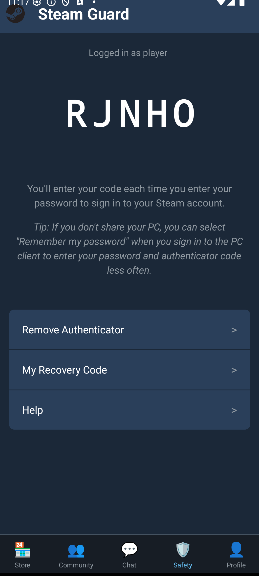 11:17
Steam Guard
Logged in as player
RJNHO
You'll enter your code each time you enter your
password to sign in to your Steam account.
Tip: If you don't share your PC, you can select
"Remember my password" when you sign in to the PC
client to enter your password and authenticator code
less often.
Remove Authenticator >
My Recovery Code >
Help >
Store Community Chat Safety Profile